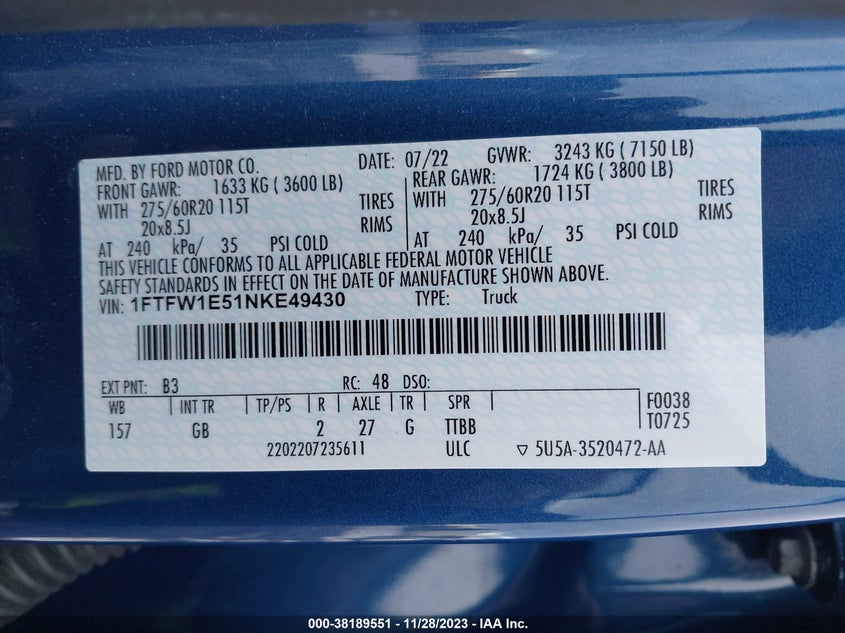 MFD. BY FORD MOTOR CO. DATE: 07/22 GVWR: 3243 KG ( 7150 LB)
FRONT GAWR: 1633 KG ( 3600 LB) REAR GAWR: 1724 KG ( 3800 LB)
WITH 275/60R20 115T TIRES WITH 275/60R20 115T TIRES
20x8.5J RIMS 20x8.5J RIMS
AT 240 kPa/ 35 PSI COLD AT 240 kPa/ 35 PSI COLD
THIS VEHICLE CONFORMS TO ALL APPLICABLE FEDERAL MOTOR VEHICLE
SAFETY STANDARDS IN EFFECT ON THE DATE OF MANUFACTURE SHOWN ABOVE.
VIN: 1FTFW1E51NKE49430 TYPE: Truck
EXT PNT: B3 RC: 48 DSO:
WB INT TR TP/PS R AXLE TR SPR F0038
157 GB 2 27 G TTBB T0725
2202207235611 ULC ▽ 5U5A-3520472-AA
000-38189551 - 11/28/2023 - IAA Inc.